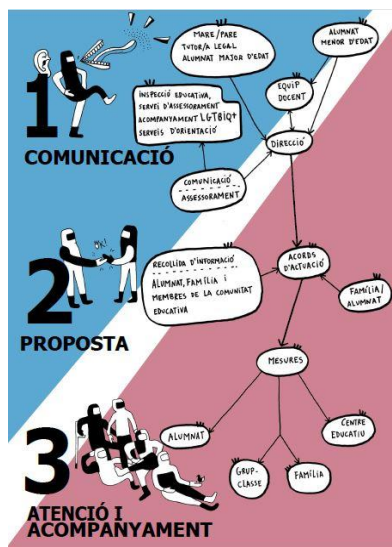 1
COMUNICACIÓ
MARE/PARE
TUTOR/A LEGAL
ALUMNAT MAJOR D'EDAT
ALUMNAT
MENOR D'EDAT
INSPECCIÓ EDUCATIVA,
SERVEI D'ASSESSORAMENT
ACOMPANYAMENT LGTBIQ+
SERVEIS D'ORIENTACIÓ
EQUIP
DOCENT
DIRECCIÓ
COMUNICACIÓ
ASSESSORAMENT
2
PROPOSTA
OK!
RECOLLIDA D'INFORMACIÓ
ALUMNAT, FAMÍLIA I
MEMBRES DE LA COMUNITAT
EDUCATIVA
ACORDS
D'ACTUACIÓ
FAMÍLIA/
ALUMNAT
MESURES
3
ATENCIÓ I
ACOMPANYAMENT
ALUMNAT
GRUP-
CLASSE
FAMÍLIA
CENTRE
EDUCATIU